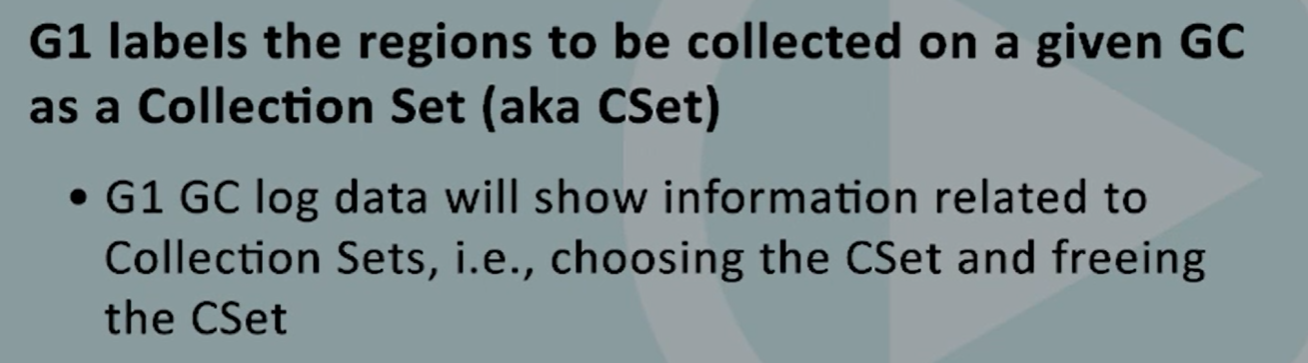 G1 labels the regions to be collected on a given GC
as a Collection Set (aka CSet)
• G1 GC log data will show information related to
Collection Sets, i.e., choosing the CSet and freeing
the CSet